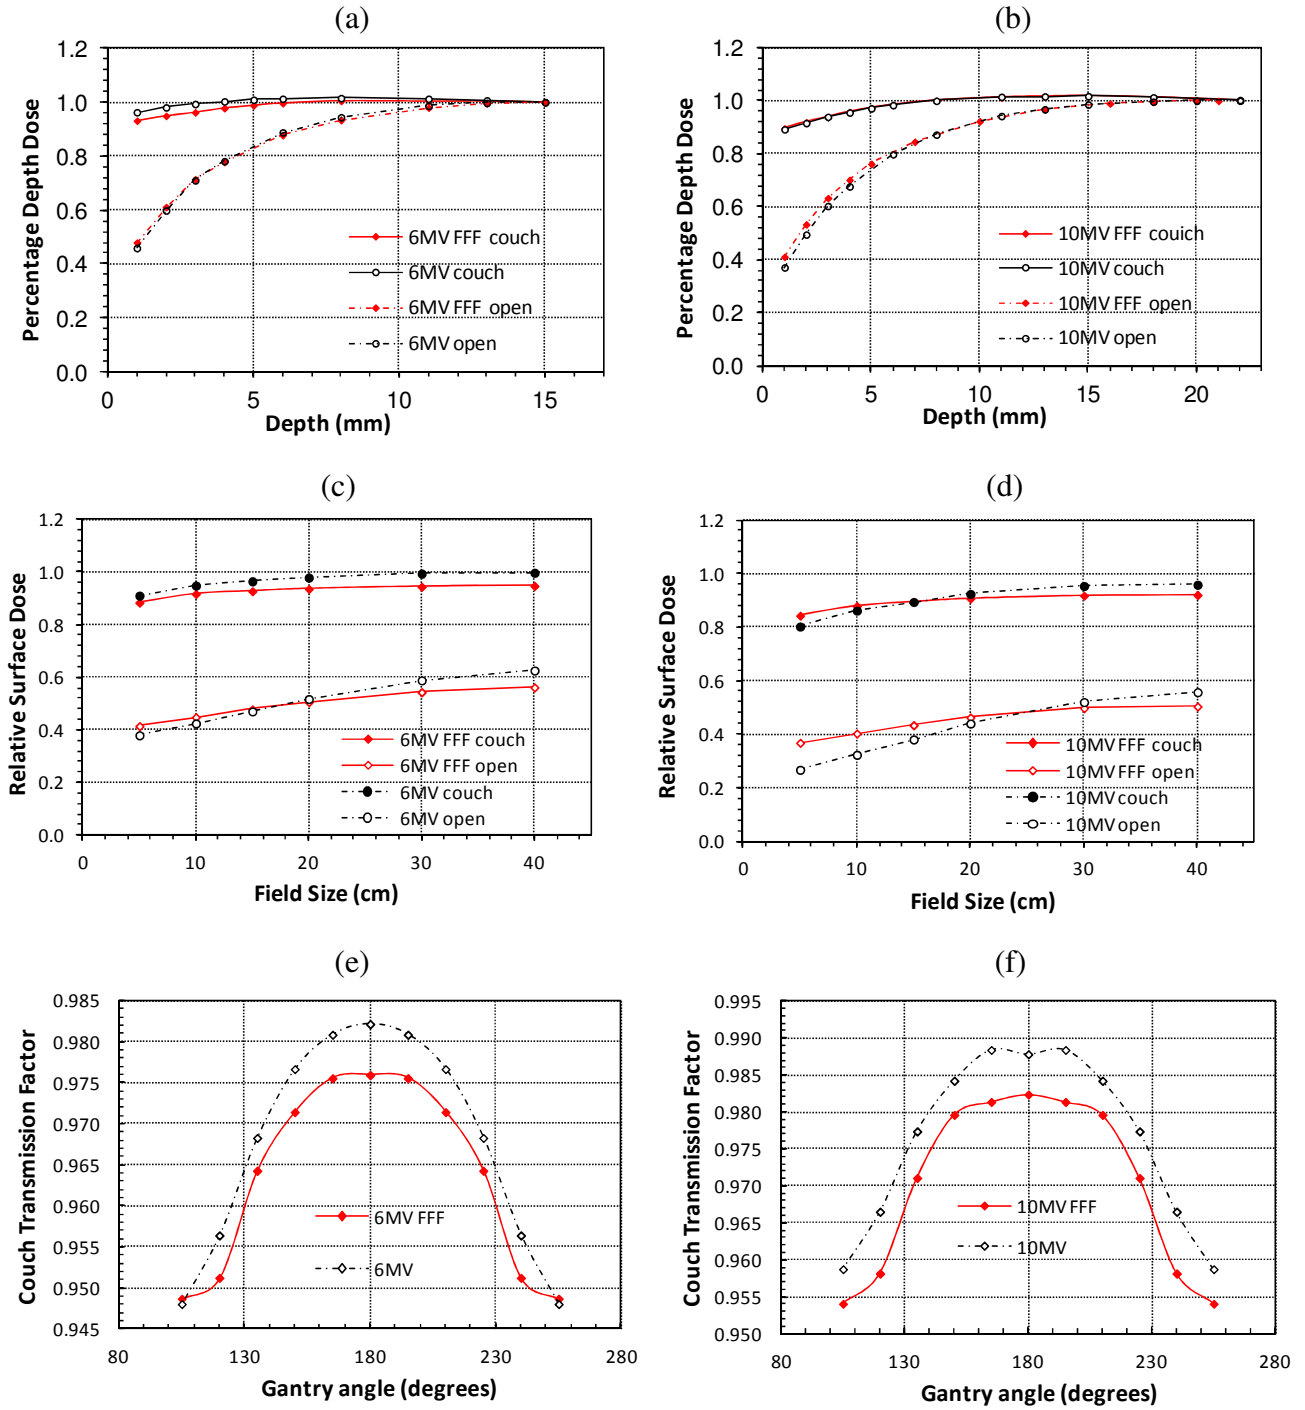 (a)
1.2
1.0
0.8
0.6
0.4
0.2
0.0
Percentage Depth Dose
6MV FFF couch
6MV couch
6MV FFF open
6MV open
0 5 10 15
Depth (mm)
(b)
1.2
1.0
0.8
0.6
0.4
0.2
0.0
Percentage Depth Dose
10MV FFF couich
10MV couch
10MV FFF open
10MV open
0 5 10 15 20
Depth (mm)
(c)
1.2
1.0
0.8
0.6
0.4
0.2
0.0
Relative Surface Dose
6MV FFF couch
6MV FFF open
6MV couch
6MV open
0 10 20 30 40
Field Size (cm)
(d)
1.2
1.0
0.8
0.6
0.4
0.2
0.0
Relative Surface Dose
10MV FFF couch
10MV FFF open
10MV couch
10MV open
0 10 20 30 40
Field Size (cm)
(e)
0.985
0.980
0.975
0.970
0.965
0.960
0.955
0.950
0.945
Couch Transmission Factor
6MV FFF
6MV
80 130 180 230 280
Gantry angle (degrees)
(f)
0.995
0.990
0.985
0.980
0.975
0.970
0.965
0.960
0.955
0.950
Couch Transmission Factor
10MV FFF
10MV
80 130 180 230 280
Gantry angle (degrees)